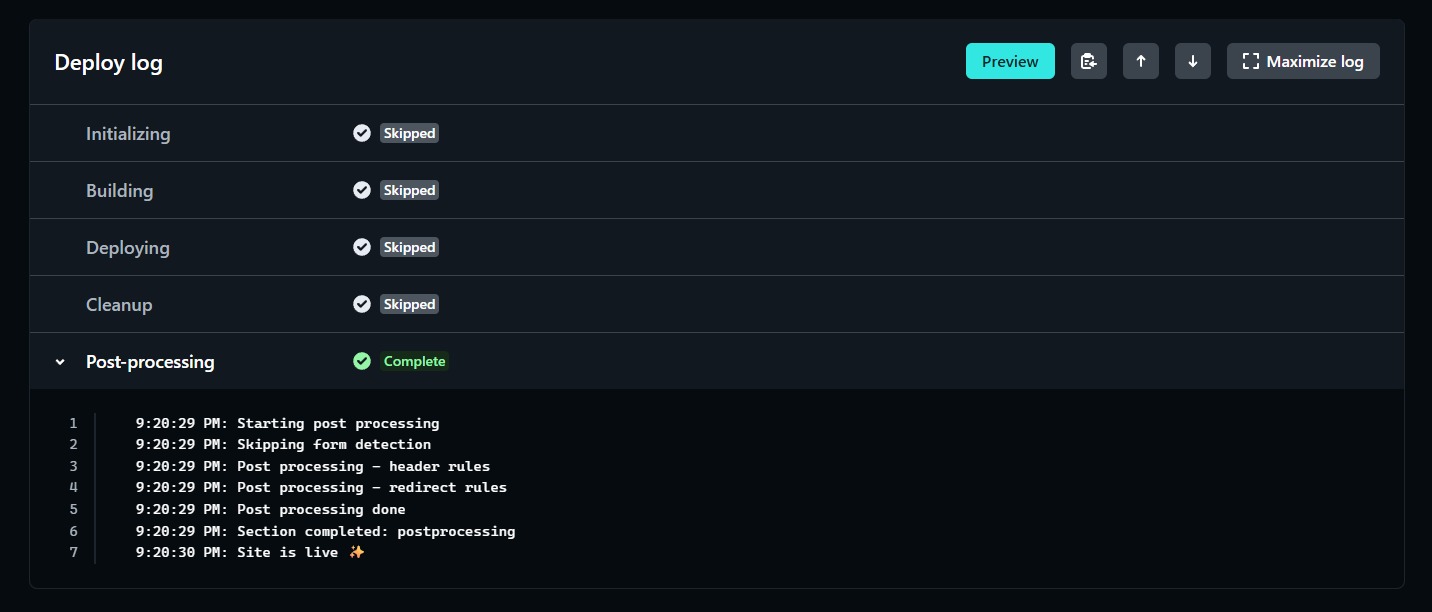 Deploy log
Preview
Maximize log
Initializing Skipped
Building Skipped
Deploying Skipped
Cleanup Skipped
Post-processing Complete
1 9:20:29 PM: Starting post processing
2 9:20:29 PM: Skipping form detection
3 9:20:29 PM: Post processing - header rules
4 9:20:29 PM: Post processing - redirect rules
5 9:20:29 PM: Post processing done
6 9:20:29 PM: Section completed: postprocessing
7 9:20:30 PM: Site is live ✨